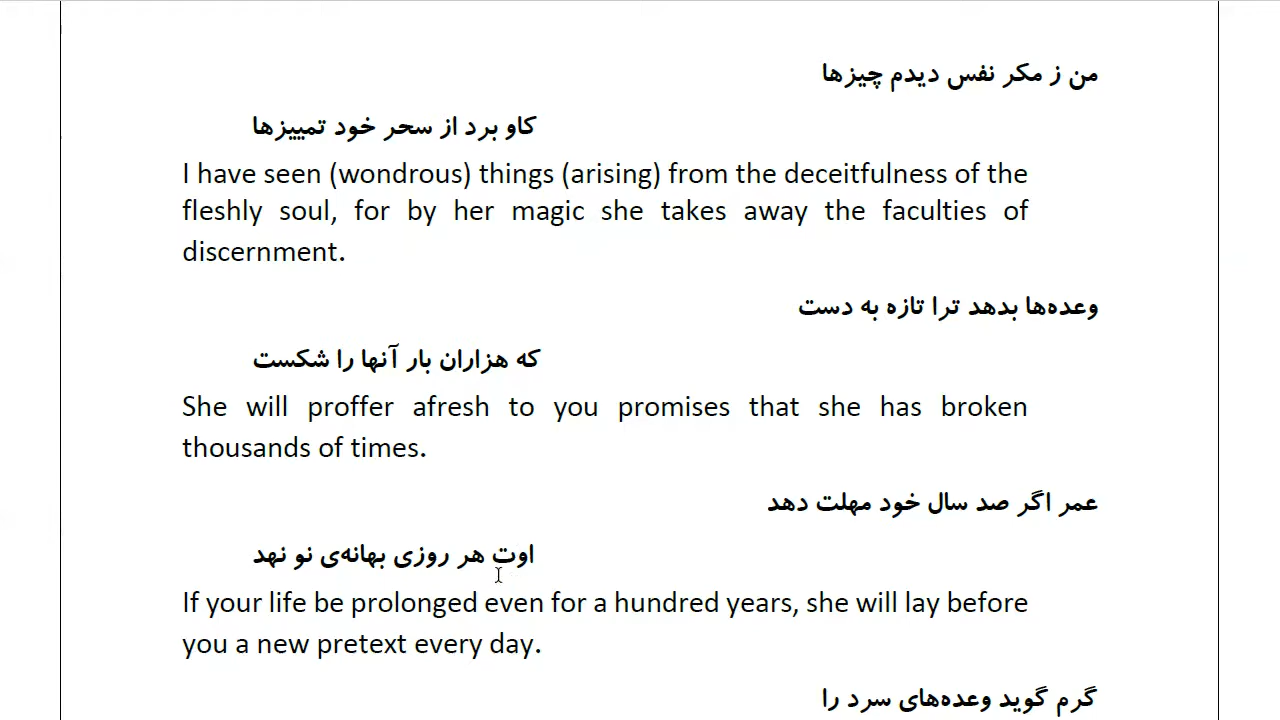 من ز مکر نفس دیدم چیزها
کاو برد از سحر خود تمییزها
I have seen (wondrous) things (arising) from the deceitfulness of the
fleshly soul, for by her magic she takes away the faculties of
discernment.
وعده‌ها بدهد ترا تازه به دست
که هزاران بار آنها را شکست
She will proffer afresh to you promises that she has broken
thousands of times.
عمر اگر صد سال خود مهلت دهد
اوت هر روزی بهانه‌ی نو نهد
If your life be prolonged even for a hundred years, she will lay before
you a new pretext every day.
گرم گوید وعده‌های سرد را